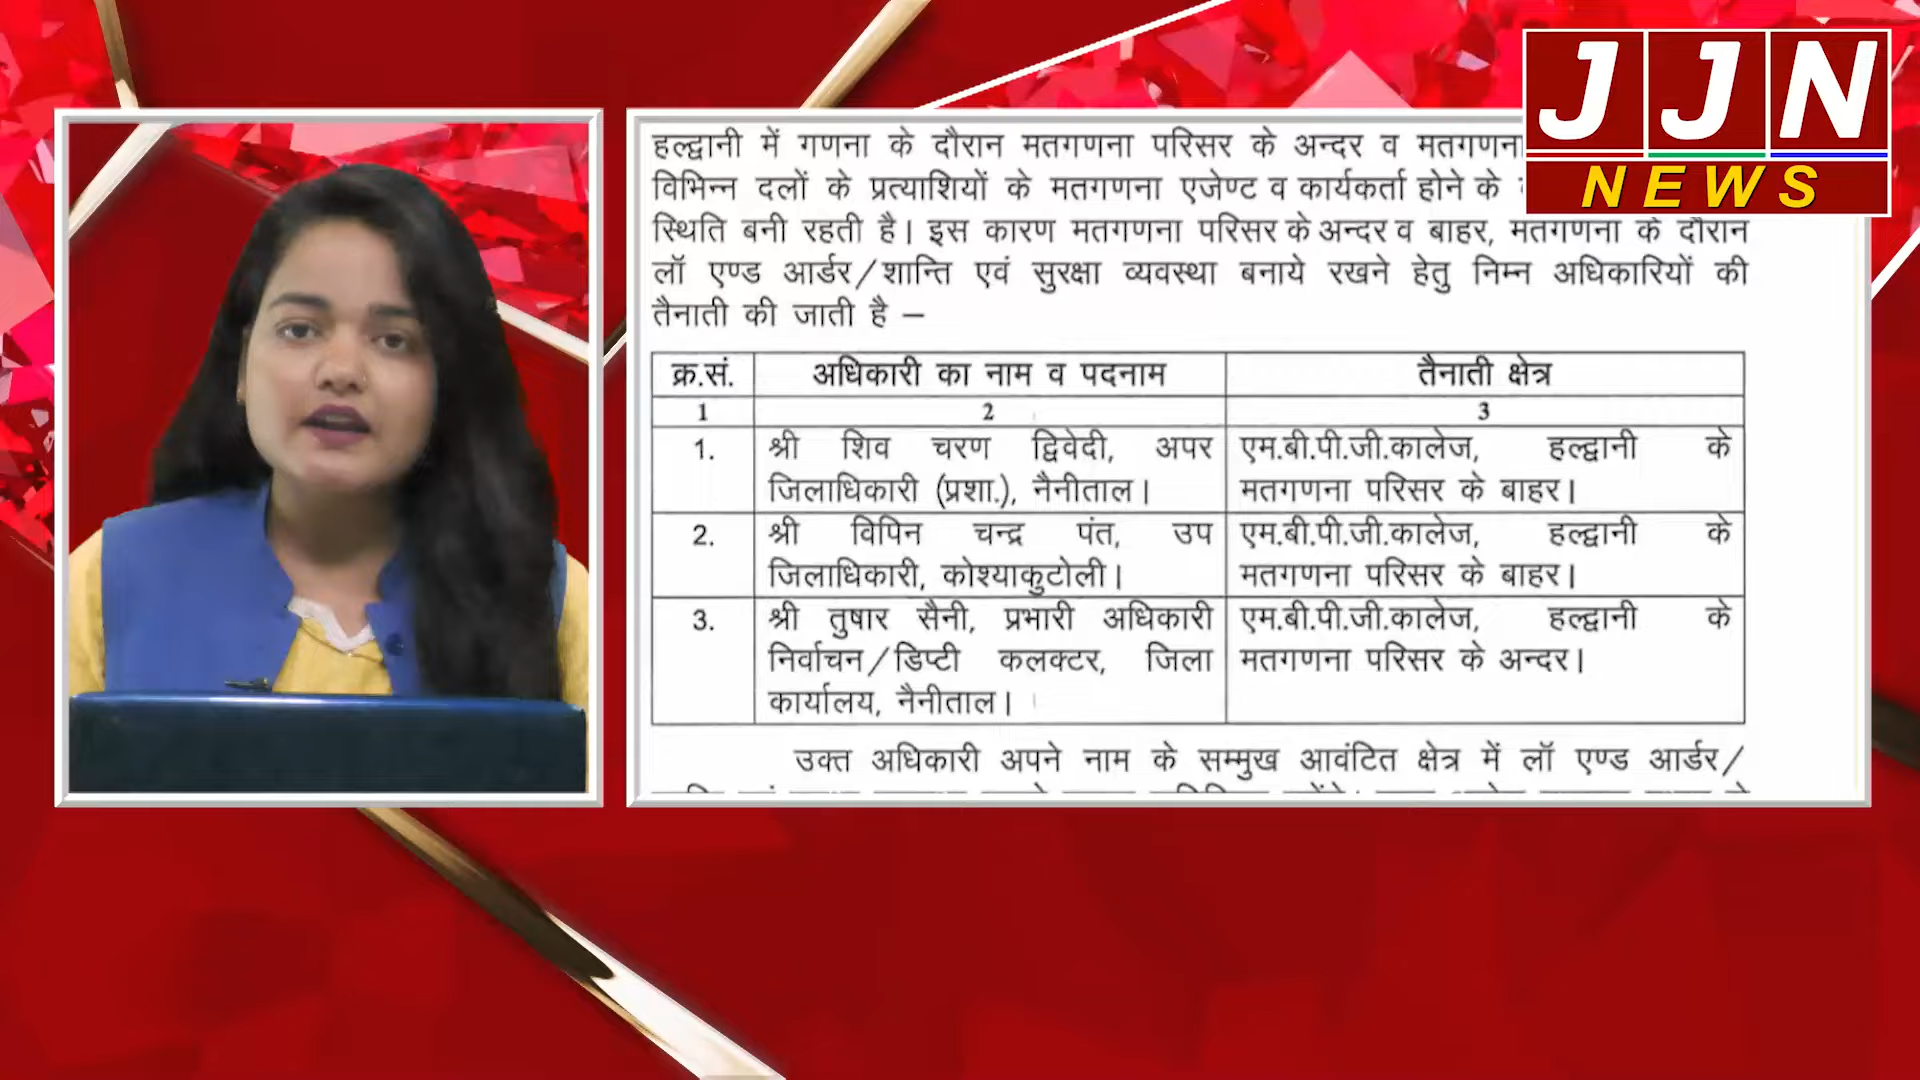 JJN
NEWS
हल्द्वानी में गणना के दौरान मतगणना परिसर के अन्दर व मतगणना
विभिन्न दलों के प्रत्याशियों के मतगणना एजेण्ट व कार्यकर्ता होने के
स्थिति बनी रहती है। इस कारण मतगणना परिसर के अन्दर व बाहर, मतगणना के दौरान
लॉ एण्ड आर्डर/शान्ति एवं सुरक्षा व्यवस्था बनाये रखने हेतु निम्न अधिकारियों की
तैनाती की जाती है –
क्र.सं. अधिकारी का नाम व पदनाम तैनाती क्षेत्र
1 2 3
1. श्री शिव चरण द्विवेदी, अपर एम.बी.पी.जी.कालेज, हल्द्वानी के
जिलाधिकारी (प्रशा.), नैनीताल। मतगणना परिसर के बाहर।
2. श्री विपिन चन्द्र पंत, उप एम.बी.पी.जी.कालेज, हल्द्वानी के
जिलाधिकारी, कोश्याकुटोली। मतगणना परिसर के बाहर।
3. श्री तुषार सैनी, प्रभारी अधिकारी एम.बी.पी.जी.कालेज, हल्द्वानी के
निर्वाचन/डिप्टी कलक्टर, जिला मतगणना परिसर के अन्दर।
कार्यालय, नैनीताल।
उक्त अधिकारी अपने नाम के सम्मुख आवंटित क्षेत्र में लॉ एण्ड आर्डर/